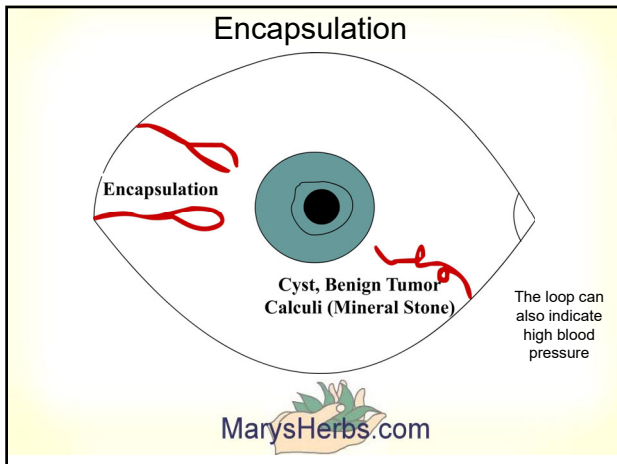 Encapsulation
Encapsulation
Cyst, Benign Tumor
Calculi (Mineral Stone)
The loop can
also indicate
high blood
pressure
MarysHerbs.com